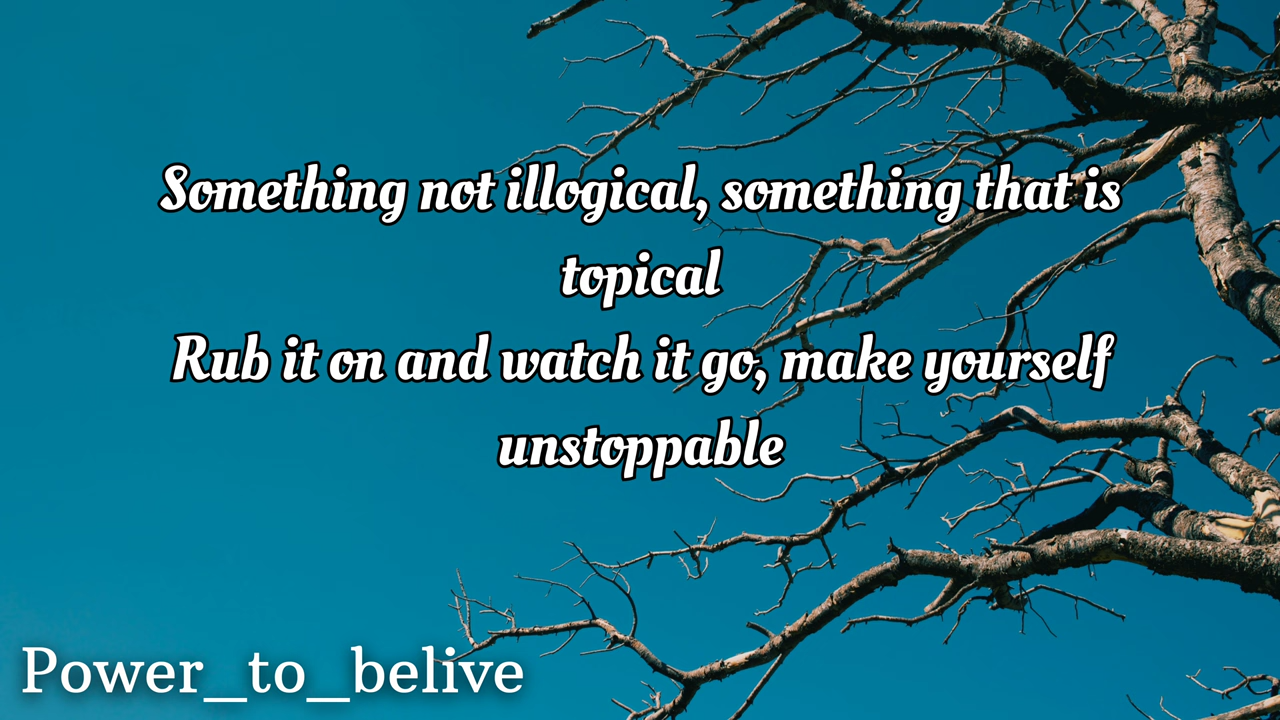 Something not illogical, something that is
topical
Rub it on and watch it go, make yourself
unstoppable
Power_to_belive